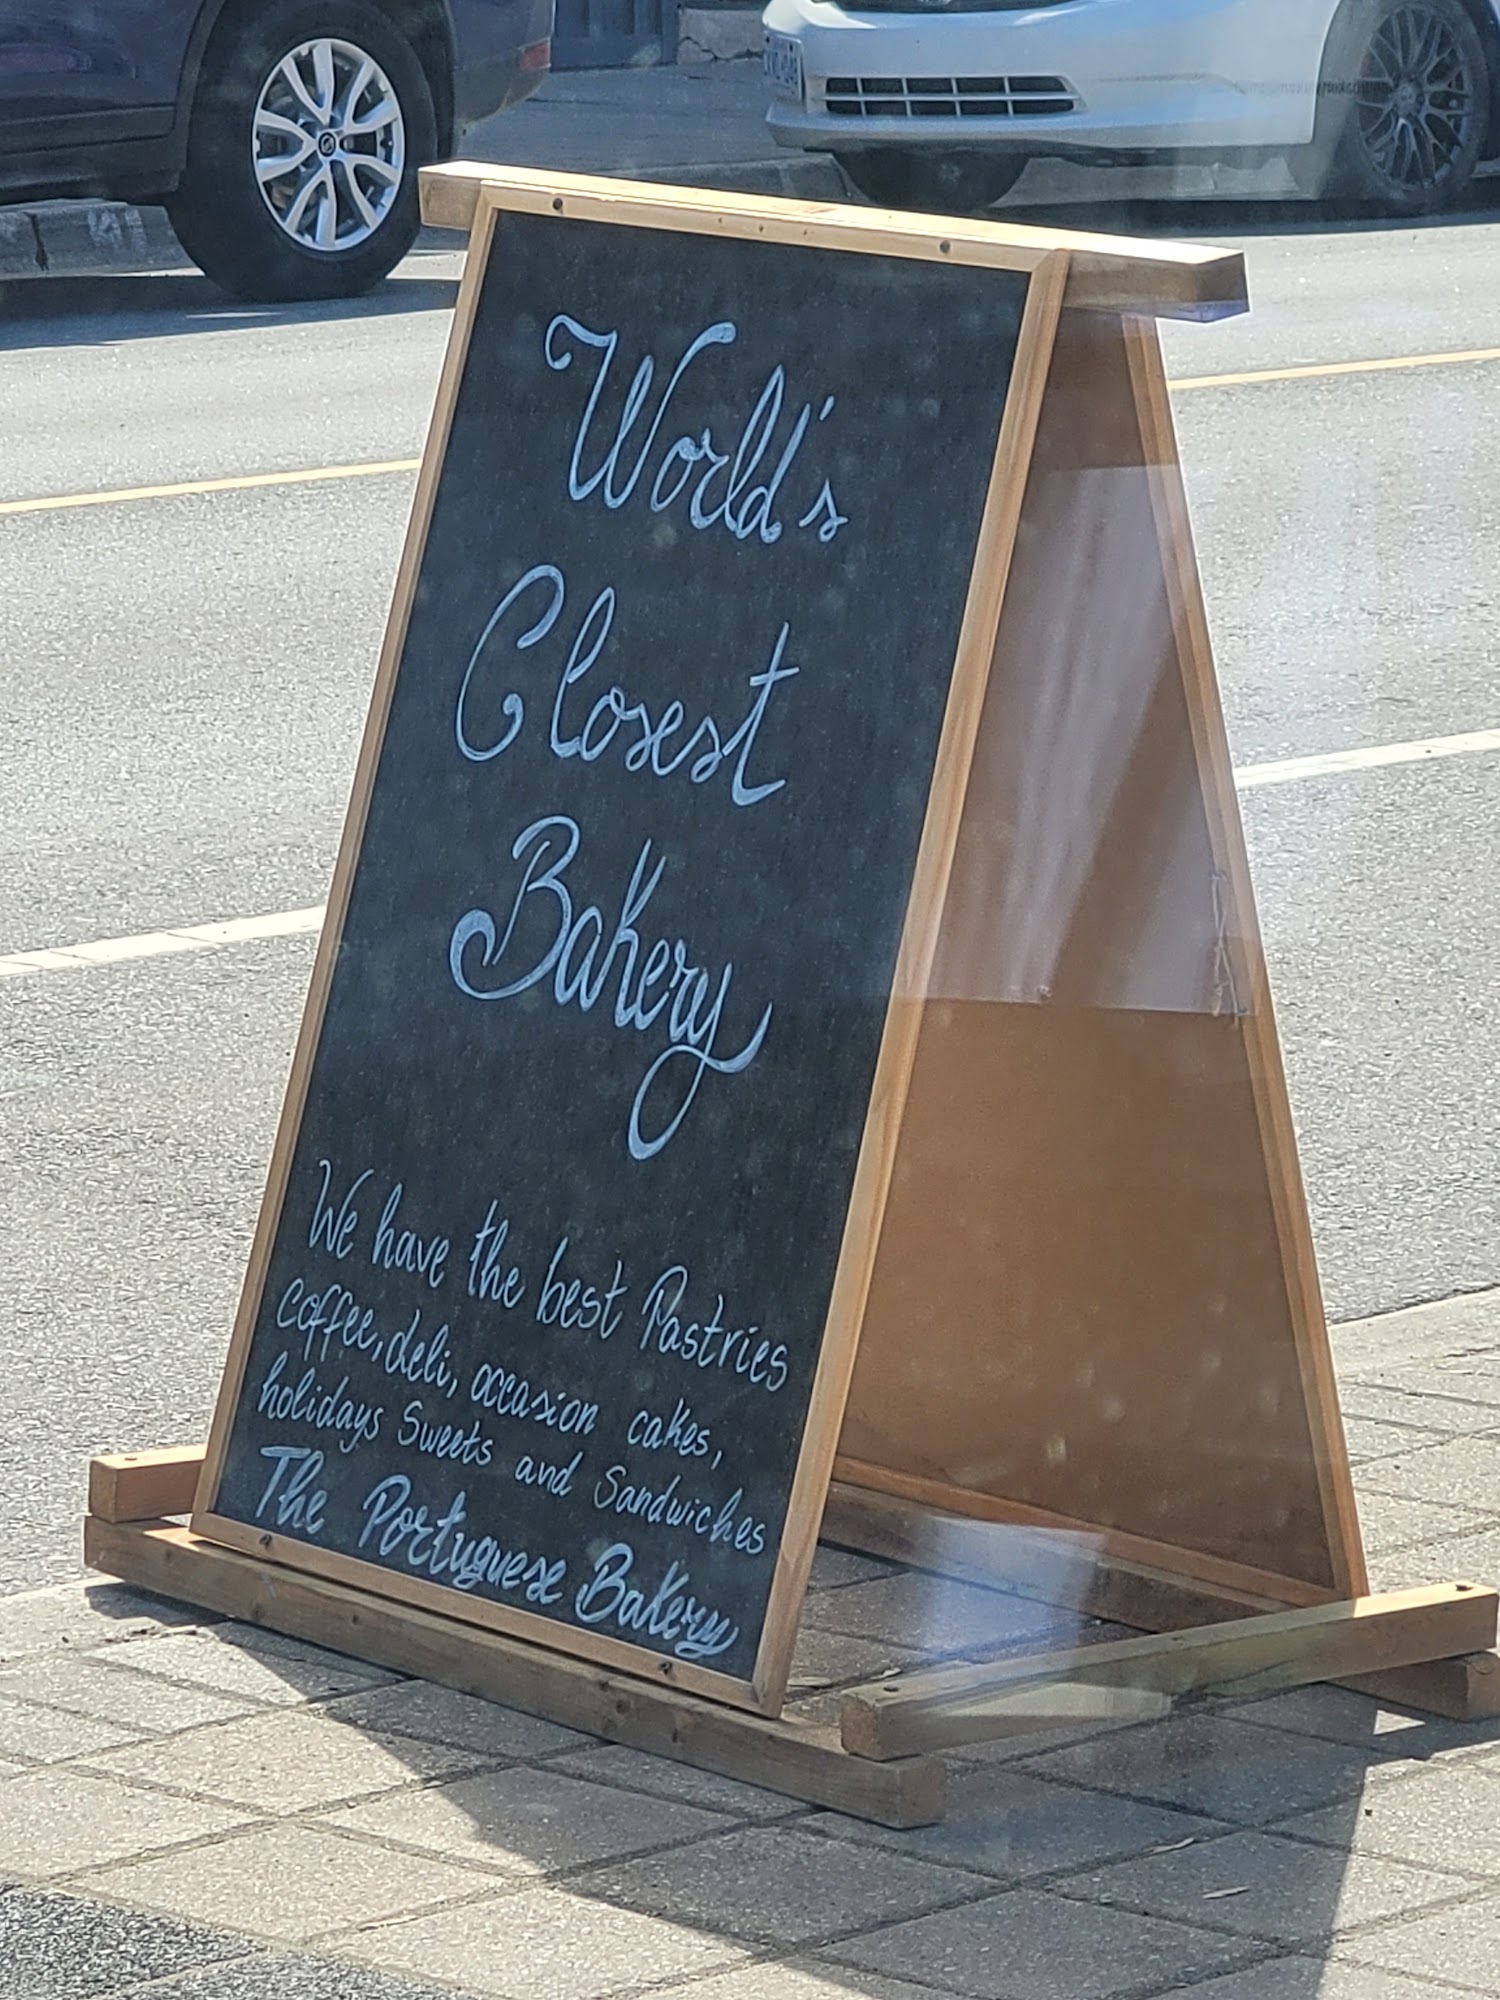 World's
Closest
Bakery
We have the best Pastries
coffee, deli, occasion cakes,
holidays Sweets and Sandwiches
The Portuguese Bakery